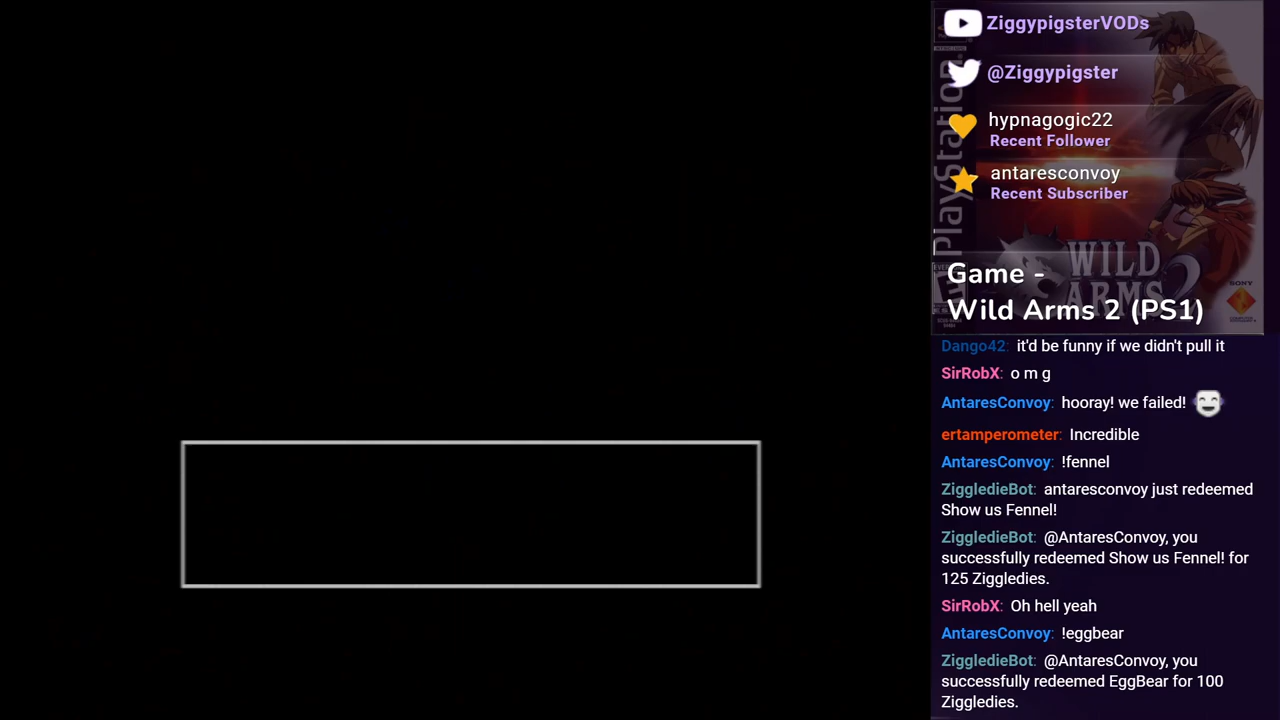 ZiggypigsterVODs
@Ziggypigster
hypnagogic22
Recent Follower
antaresconvoy
Recent Subscriber
PlayStation
WILD
ARMS 2
SONY
Game -
Wild Arms 2 (PS1)
Dango42: it'd be funny if we didn't pull it
SirRobX: o m g
AntaresConvoy: hooray! we failed!
ertamperometer: Incredible
AntaresConvoy: !fennel
ZiggledieBot: antaresconvoy just redeemed
Show us Fennel!
ZiggledieBot: @AntaresConvoy, you
successfully redeemed Show us Fennel! for
125 Ziggledies.
SirRobX: Oh hell yeah
AntaresConvoy: !eggbear
ZiggledieBot: @AntaresConvoy, you
successfully redeemed EggBear for 100
Ziggledies.